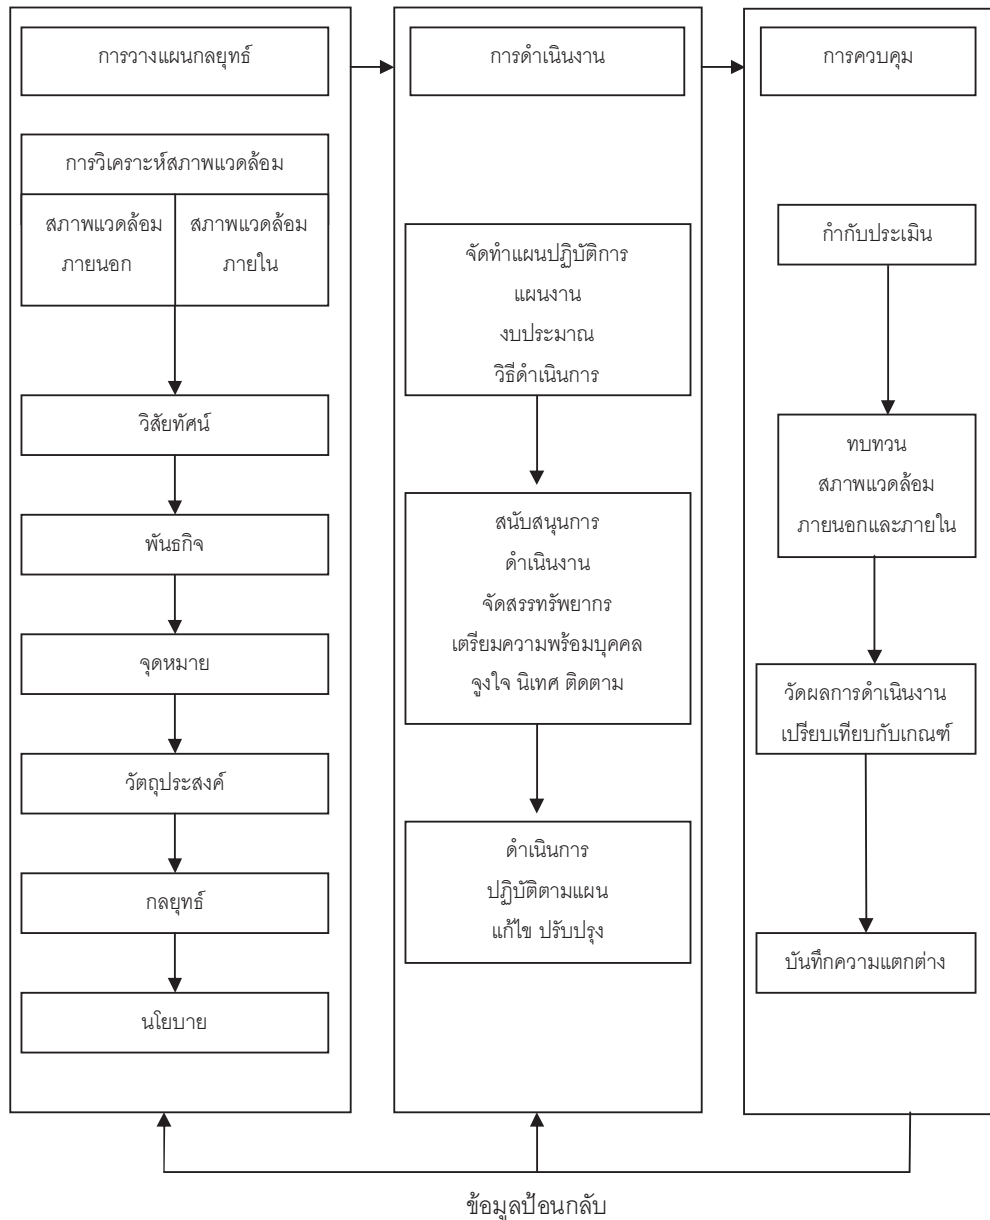 การวางแผนกลยุทธ์
การวิเคราะห์สภาพแวดล้อม
สภาพแวดล้อม
ภายนอก
สภาพแวดล้อม
ภายใน
วิสัยทัศน์
พันธกิจ
จุดหมาย
วัตถุประสงค์
กลยุทธ์
นโยบาย
การดำเนินงาน
จัดทำแผนปฏิบัติการ
แผนงาน
งบประมาณ
วิธีดำเนินการ
สนับสนุนการ
ดำเนินงาน
จัดสรรทรัพยากร
เตรียมความพร้อมบุคคล
จูงใจ นิเทศ ติดตาม
ดำเนินการ
ปฏิบัติตามแผน
แก้ไข ปรับปรุง
การควบคุม
กำกับประเมิน
ทบทวน
สภาพแวดล้อม
ภายนอกและภายใน
วัดผลการดำเนินงาน
เปรียบเทียบกับเกณฑ์
บันทึกความแตกต่าง
ข้อมูลป้อนกลับ